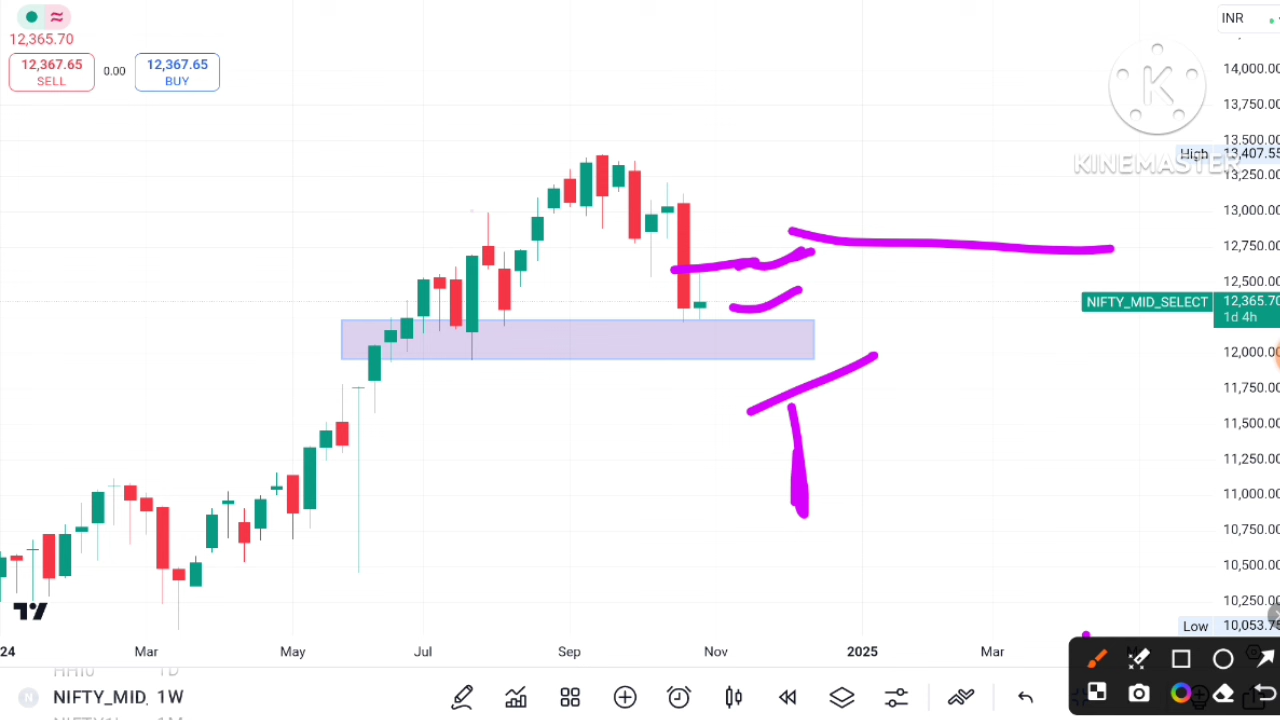 12,365.70
12,367.65
SELL
0.00
12,367.65
BUY
INR
14,000.00
13,750.00
13,500.00
High 13,407.55
KINEMASTER
13,250.00
13,000.00
12,750.00
12,500.00
NIFTY_MID_SELECT 12,365.70
1d 4h
12,000.00
11,750.00
11,500.00
11,250.00
11,000.00
10,750.00
10,500.00
10,250.00
Low 10,053.75
24 Mar May Jul Sep Nov 2025 Mar
N NIFTY_MID, 1W